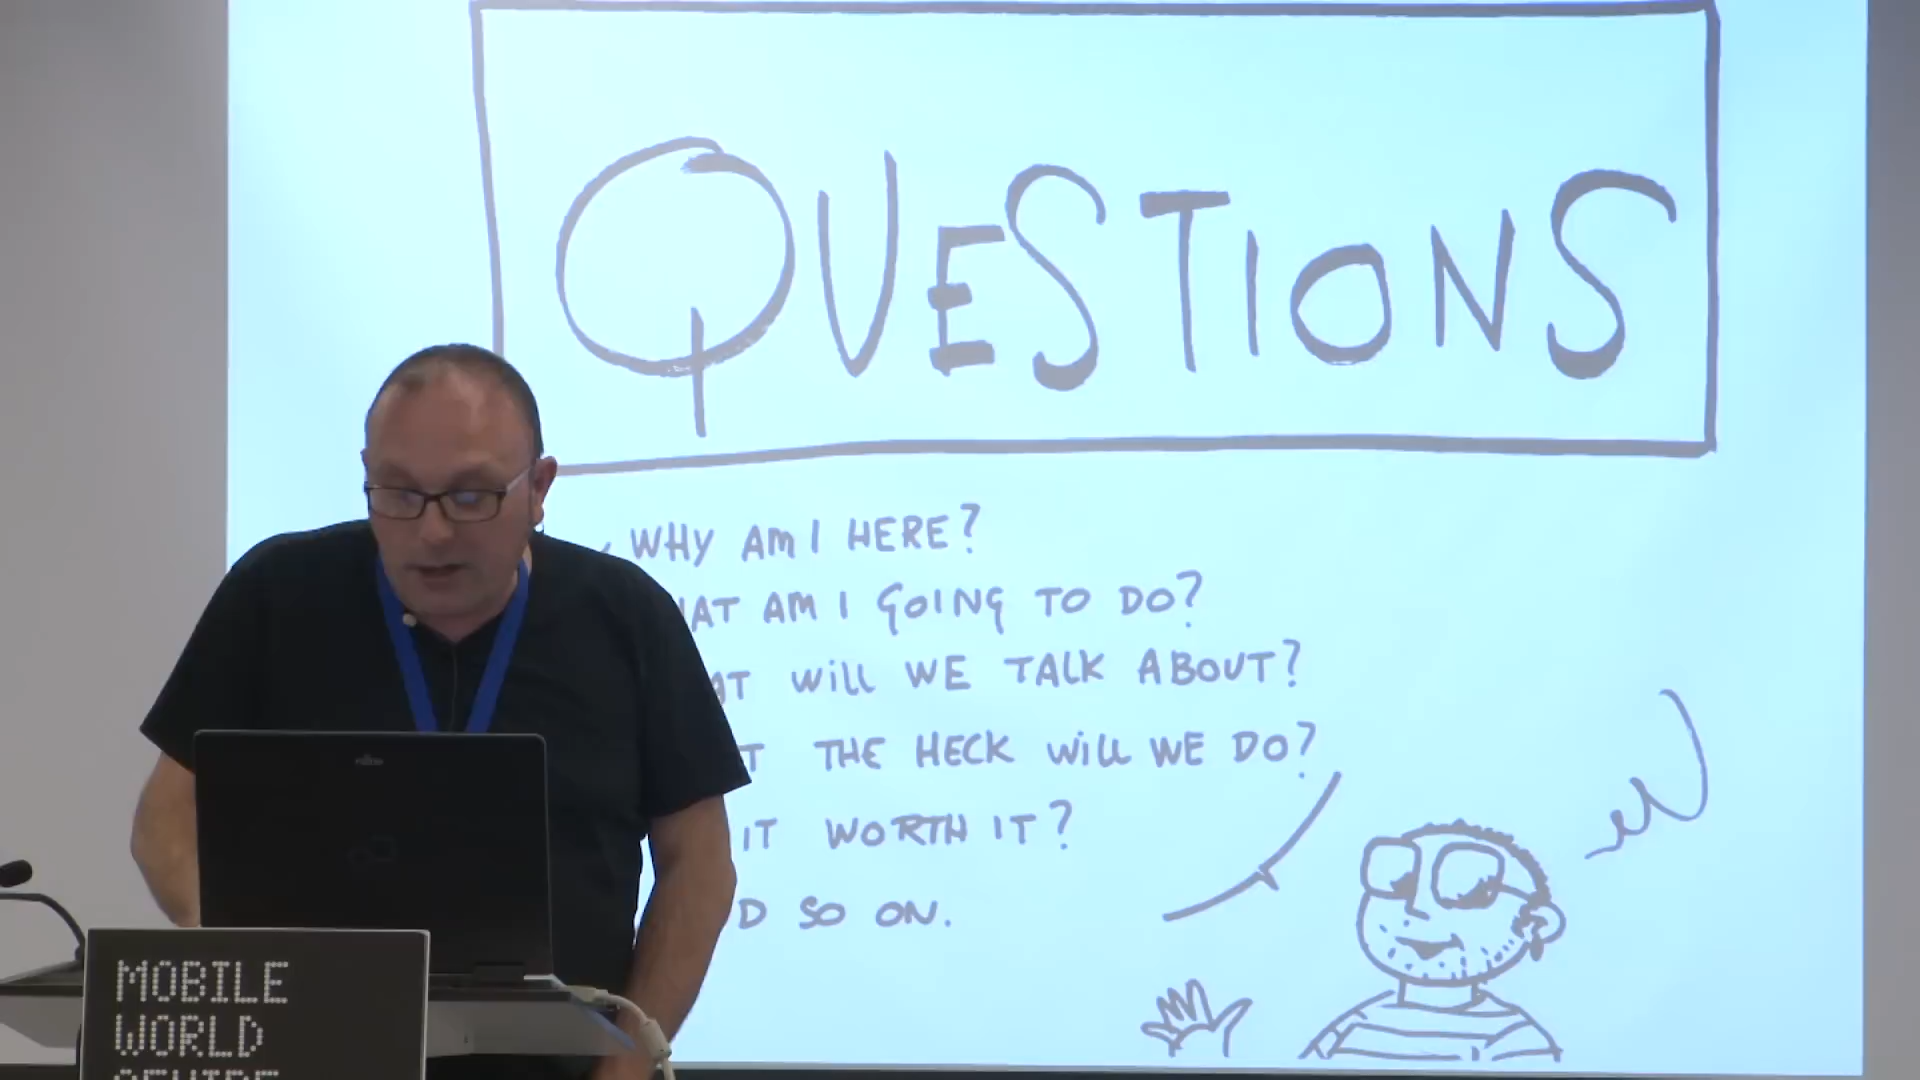 QUESTIONS
WHY AM I HERE?
AM I GOING TO DO?
WILL WE TALK ABOUT?
THE HECK WILL WE DO?
IT WORTH IT?
SO ON.
MOBILE
WORLD